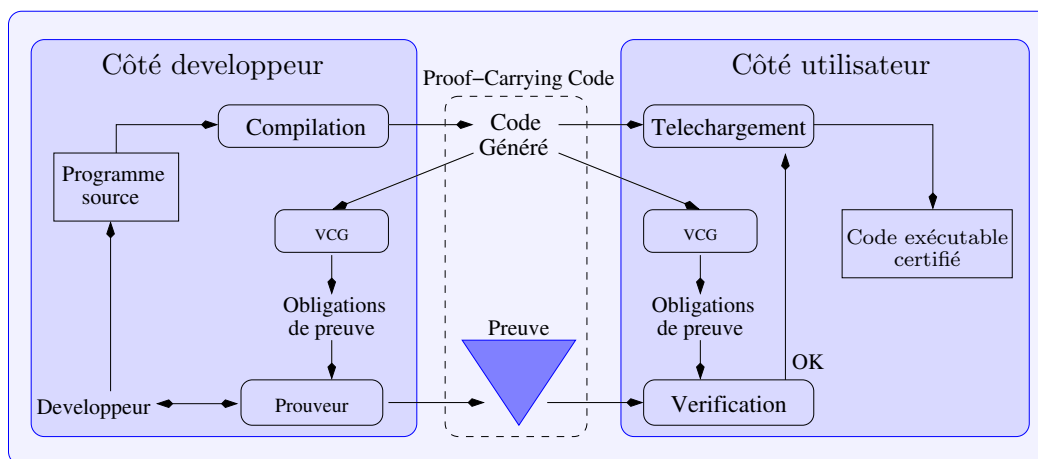 Côté developpeur
Proof−Carrying Code
Côté utilisateur
Compilation
Code
Généré
Telechargement
Programme
source
VCG
VCG
Code exécutable
certifié
Obligations
de preuve
Obligations
de preuve
Preuve
OK
Developpeur
Prouveur
Verification